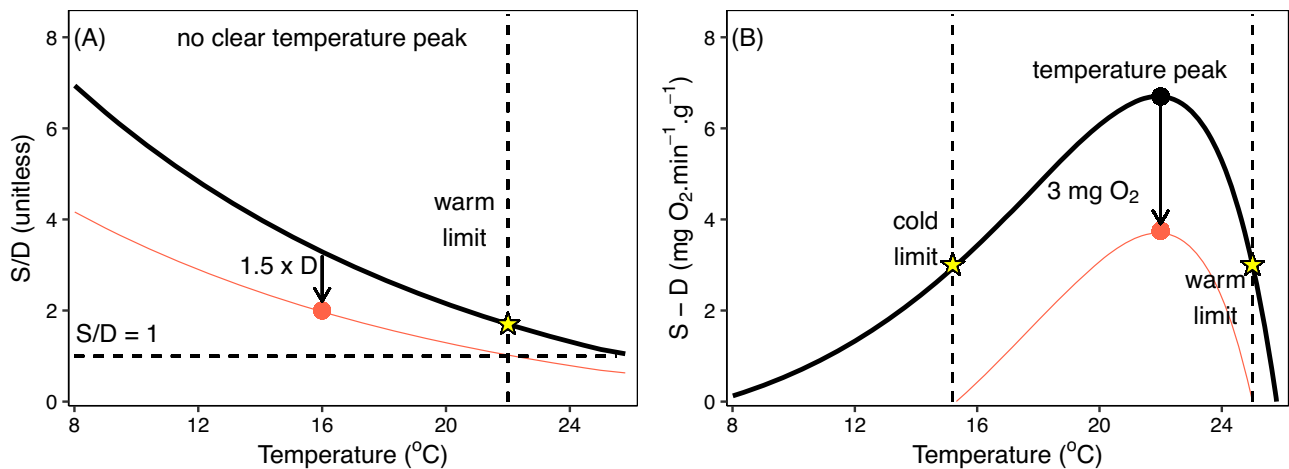 (A)
no clear temperature peak
8
6
4
2
0
S/D (unitless)
warm
limit
1.5 x D
S/D = 1
8
12
16
20
24
Temperature (°C)
(B)
temperature peak
8
6
4
2
0
S − D (mg O₂.min⁻¹.g⁻¹)
3 mg O₂
cold
limit
warm
limit
8
12
16
20
24
Temperature (°C)